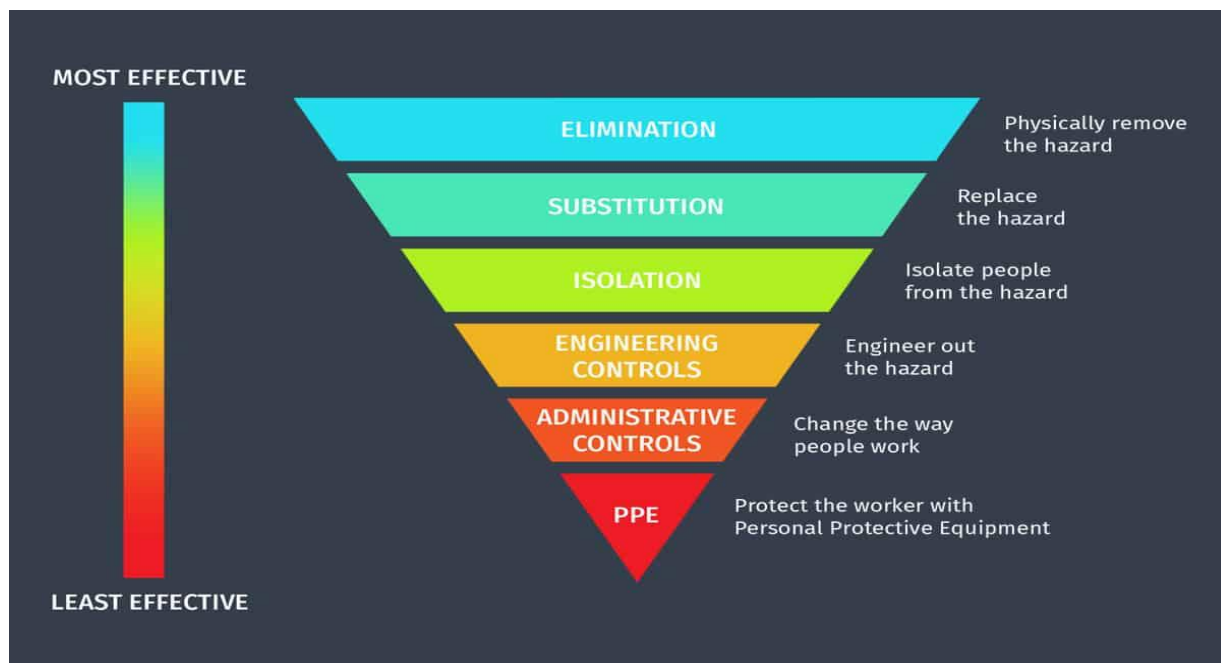 MOST EFFECTIVE
ELIMINATION
Physically remove
the hazard
SUBSTITUTION
Replace
the hazard
ISOLATION
Isolate people
from the hazard
ENGINEERING
CONTROLS
Engineer out
the hazard
ADMINISTRATIVE
CONTROLS
Change the way
people work
PPE
Protect the worker with
Personal Protective Equipment
LEAST EFFECTIVE